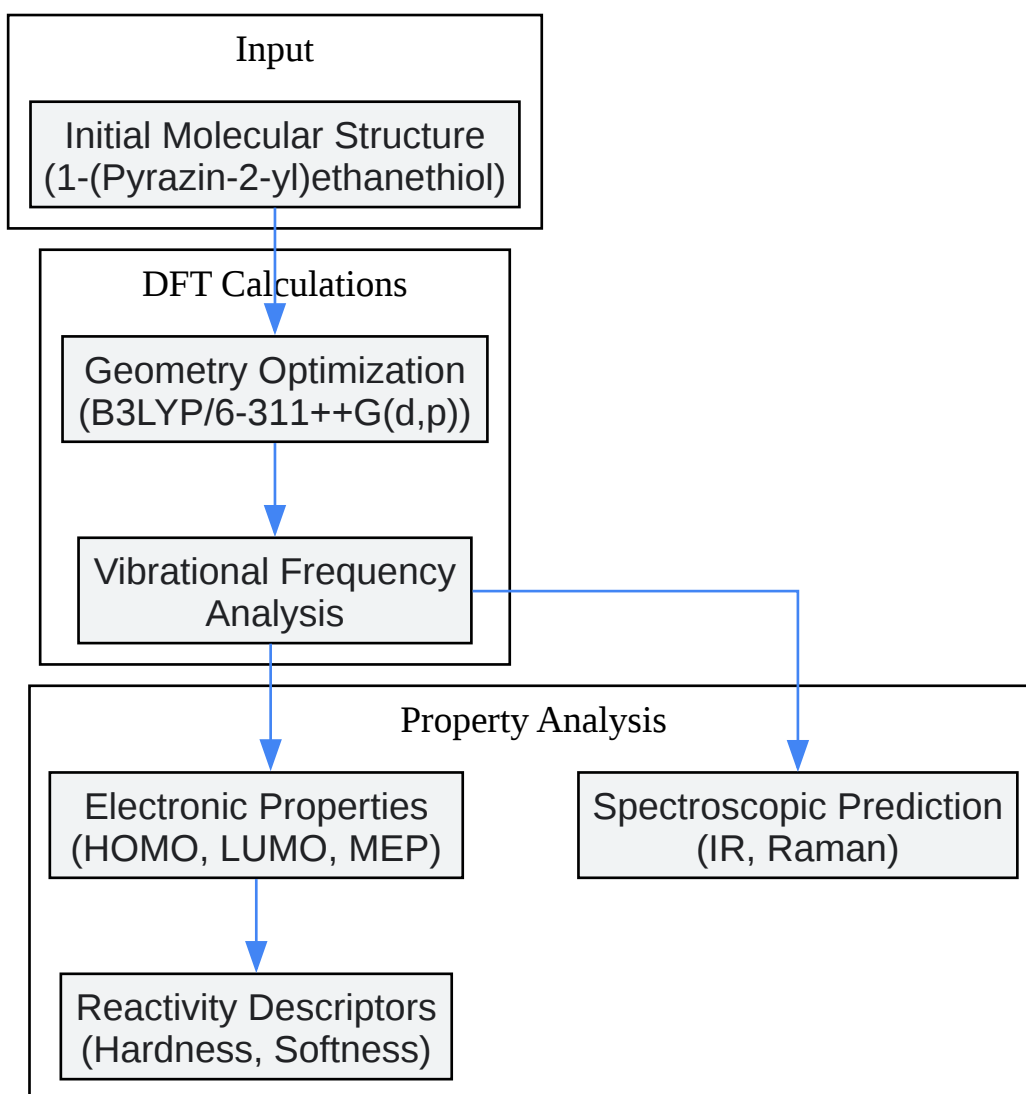 Input
Initial Molecular Structure
(1-(Pyrazin-2-yl)ethanethiol)
DFT Calculations
Geometry Optimization
(B3LYP/6-311++G(d,p))
Vibrational Frequency
Analysis
Property Analysis
Electronic Properties
(HOMO, LUMO, MEP)
Spectroscopic Prediction
(IR, Raman)
Reactivity Descriptors
(Hardness, Softness)